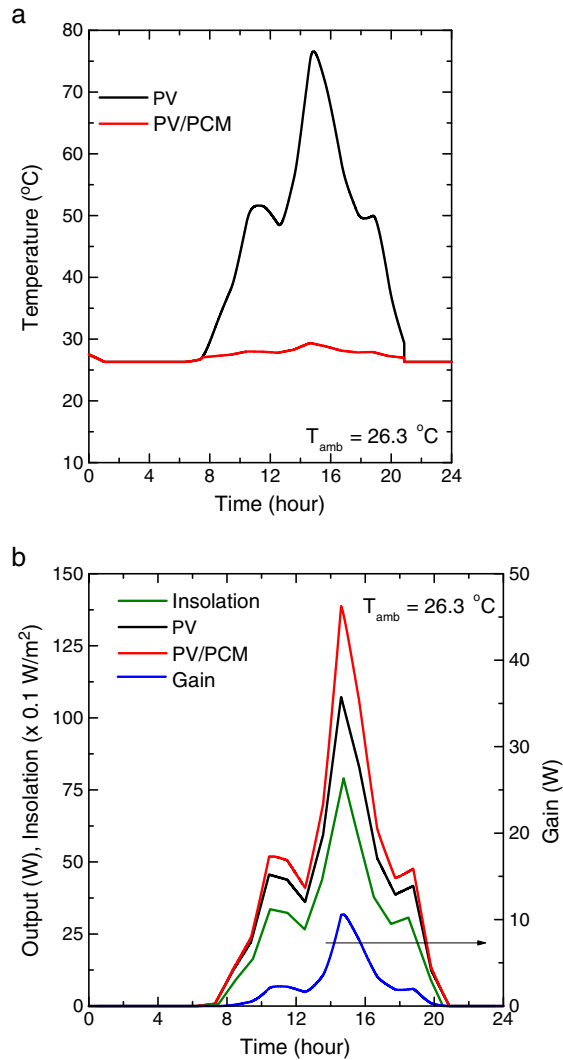 a
80
70
60
50
40
30
20
10
Temperature (°C)
PV
PV/PCM
T_amb = 26.3 °C
0 4 8 12 16 20 24
Time (hour)
b
150
125
100
75
50
25
0
Output (W), Insolation (x 0.1 W/m²)
Insolation
PV
PV/PCM
Gain
T_amb = 26.3 °C
50
40
30
20
10
0
Gain (W)
0 4 8 12 16 20 24
Time (hour)